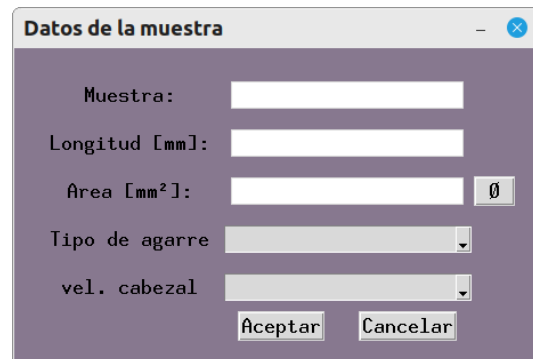 Datos de la muestra
Muestra:
Longitud [mm]:
Area [mm²]: Ø
Tipo de agarre
vel. cabezal
Aceptar Cancelar